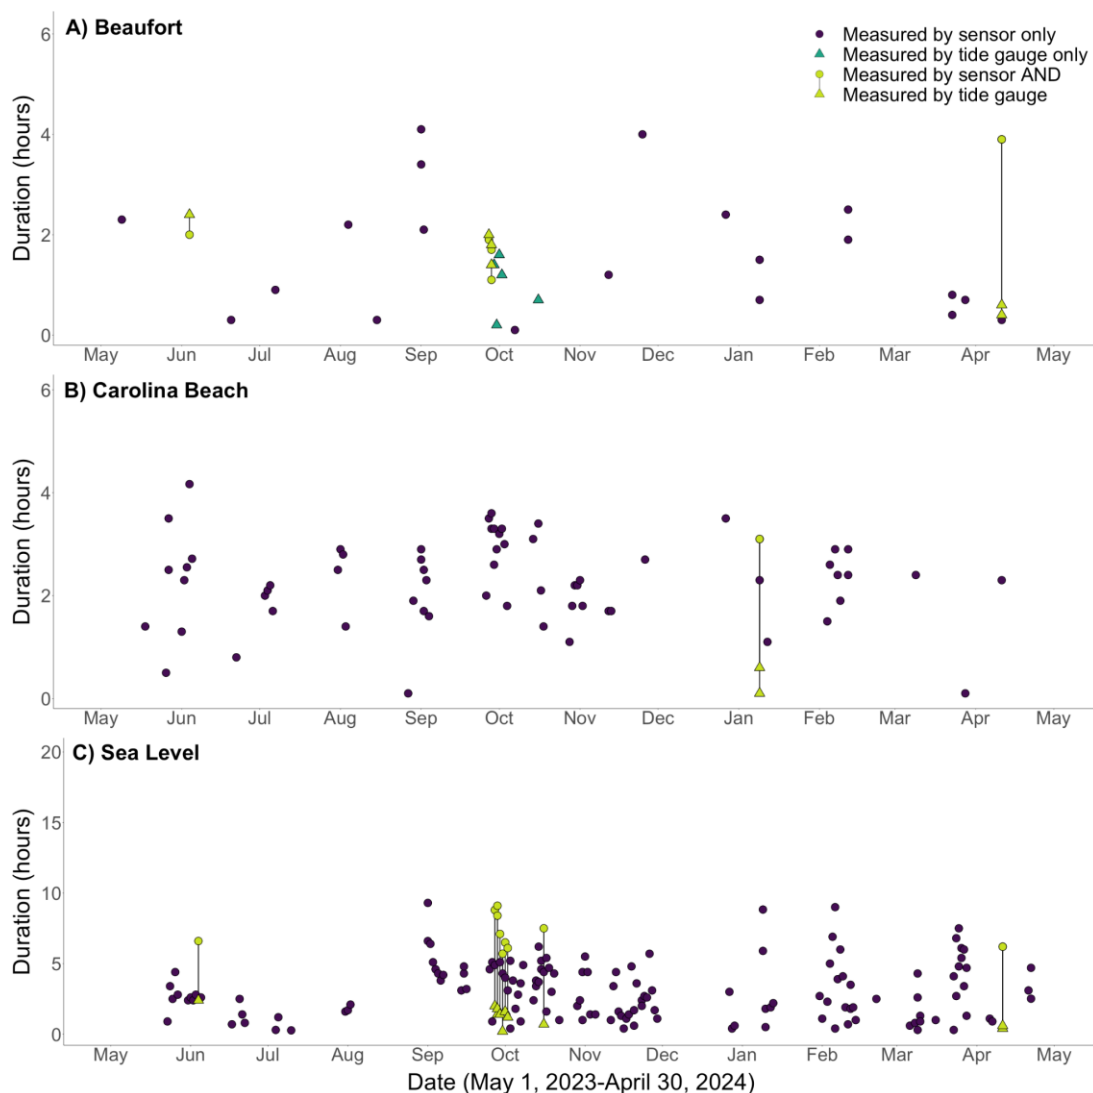 A) Beaufort
Measured by sensor only
Measured by tide gauge only
Measured by sensor AND
Measured by tide gauge
Duration (hours)
6
4
2
0
May Jun Jul Aug Sep Oct Nov Dec Jan Feb Mar Apr May
B) Carolina Beach
Duration (hours)
6
4
2
0
May Jun Jul Aug Sep Oct Nov Dec Jan Feb Mar Apr May
C) Sea Level
Duration (hours)
20
15
10
5
0
May Jun Jul Aug Sep Oct Nov Dec Jan Feb Mar Apr May
Date (May 1, 2023-April 30, 2024)